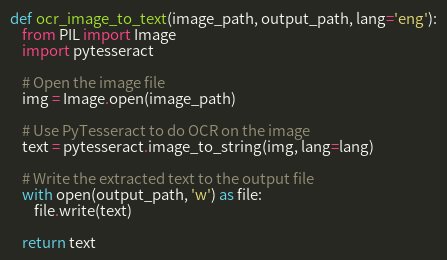 def ocr_image_to_text(image_path, output_path, lang='eng'):
from PIL import Image
import pytesseract
# Open the image file
img = Image.open(image_path)
# Use PyTesseract to do OCR on the image
text = pytesseract.image_to_string(img, lang=lang)
# Write the extracted text to the output file
with open(output_path, 'w') as file:
file.write(text)
return text